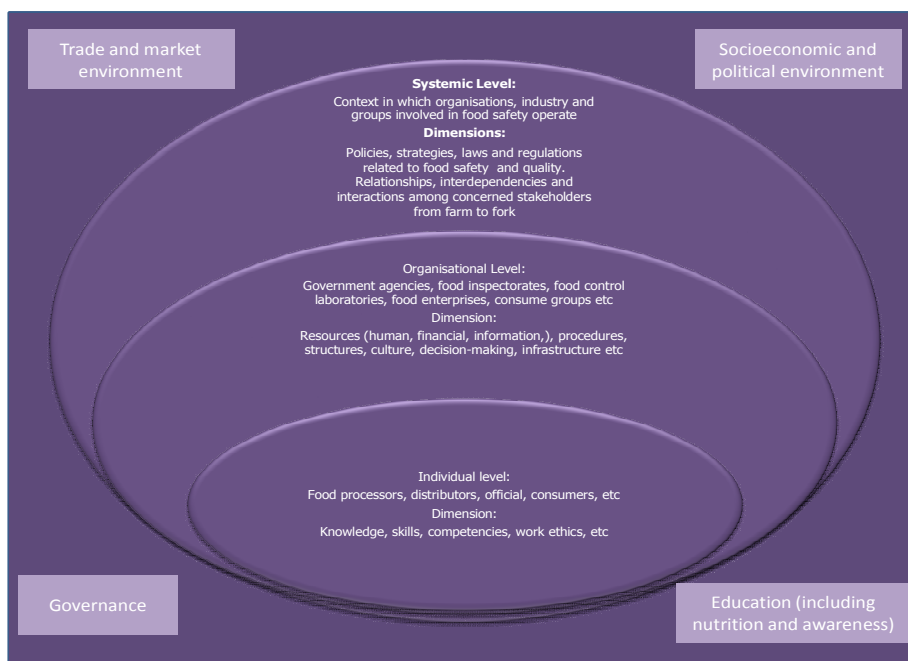 Trade and market
environment
Socioeconomic and
political environment
Systemic Level:
Context in which organisations, industry and
groups involved in food safety operate
Dimensions:
Policies, strategies, laws and regulations
related to food safety and quality.
Relationships, interdependencies and
interactions among concerned stakeholders
from farm to fork
Organisational Level:
Government agencies, food inspectorates, food control
laboratories, food enterprises, consume groups etc
Dimension:
Resources (human, financial, information,), procedures,
structures, culture, decision-making, infrastructure etc
Individual level:
Food processors, distributors, official, consumers, etc
Dimension:
Knowledge, skills, competencies, work ethics, etc
Governance
Education (including
nutrition and awareness)